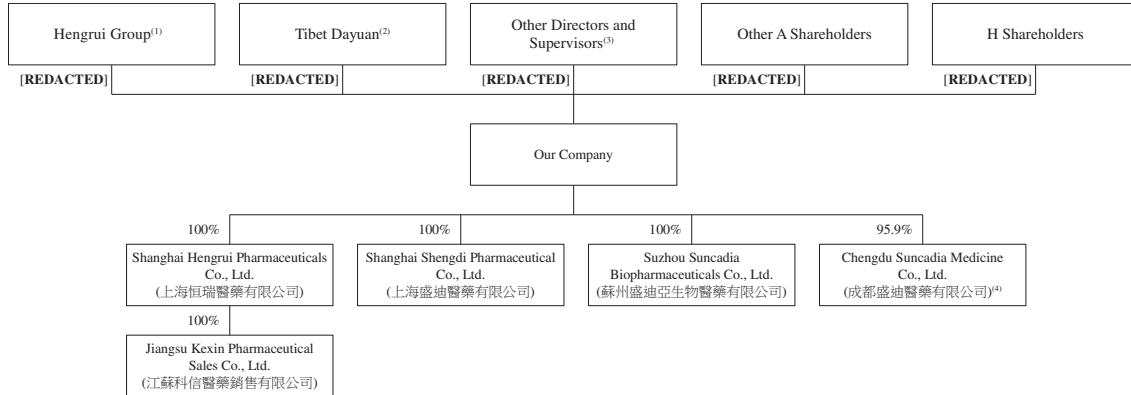 Hengrui Group(1)
Tibet Dayuan(2)
Other Directors and
Supervisors(3)
Other A Shareholders
H Shareholders
[REDACTED]
[REDACTED]
[REDACTED]
[REDACTED]
[REDACTED]
Our Company
100%
100%
100%
95.9%
Shanghai Hengrui Pharmaceuticals
Co., Ltd.
(上海恒瑞醫藥有限公司)
Shanghai Shengdi Pharmaceutical
Co., Ltd.
(上海盛迪醫藥有限公司)
Suzhou Suncadia
Biopharmaceuticals Co., Ltd.
(蘇州盛迪亞生物醫藥有限公司)
Chengdu Suncadia Medicine
Co., Ltd.
(成都盛迪醫藥有限公司)(4)
100%
Jiangsu Kexin Pharmaceutical
Sales Co., Ltd.
(江蘇科信醫藥銷售有限公司)